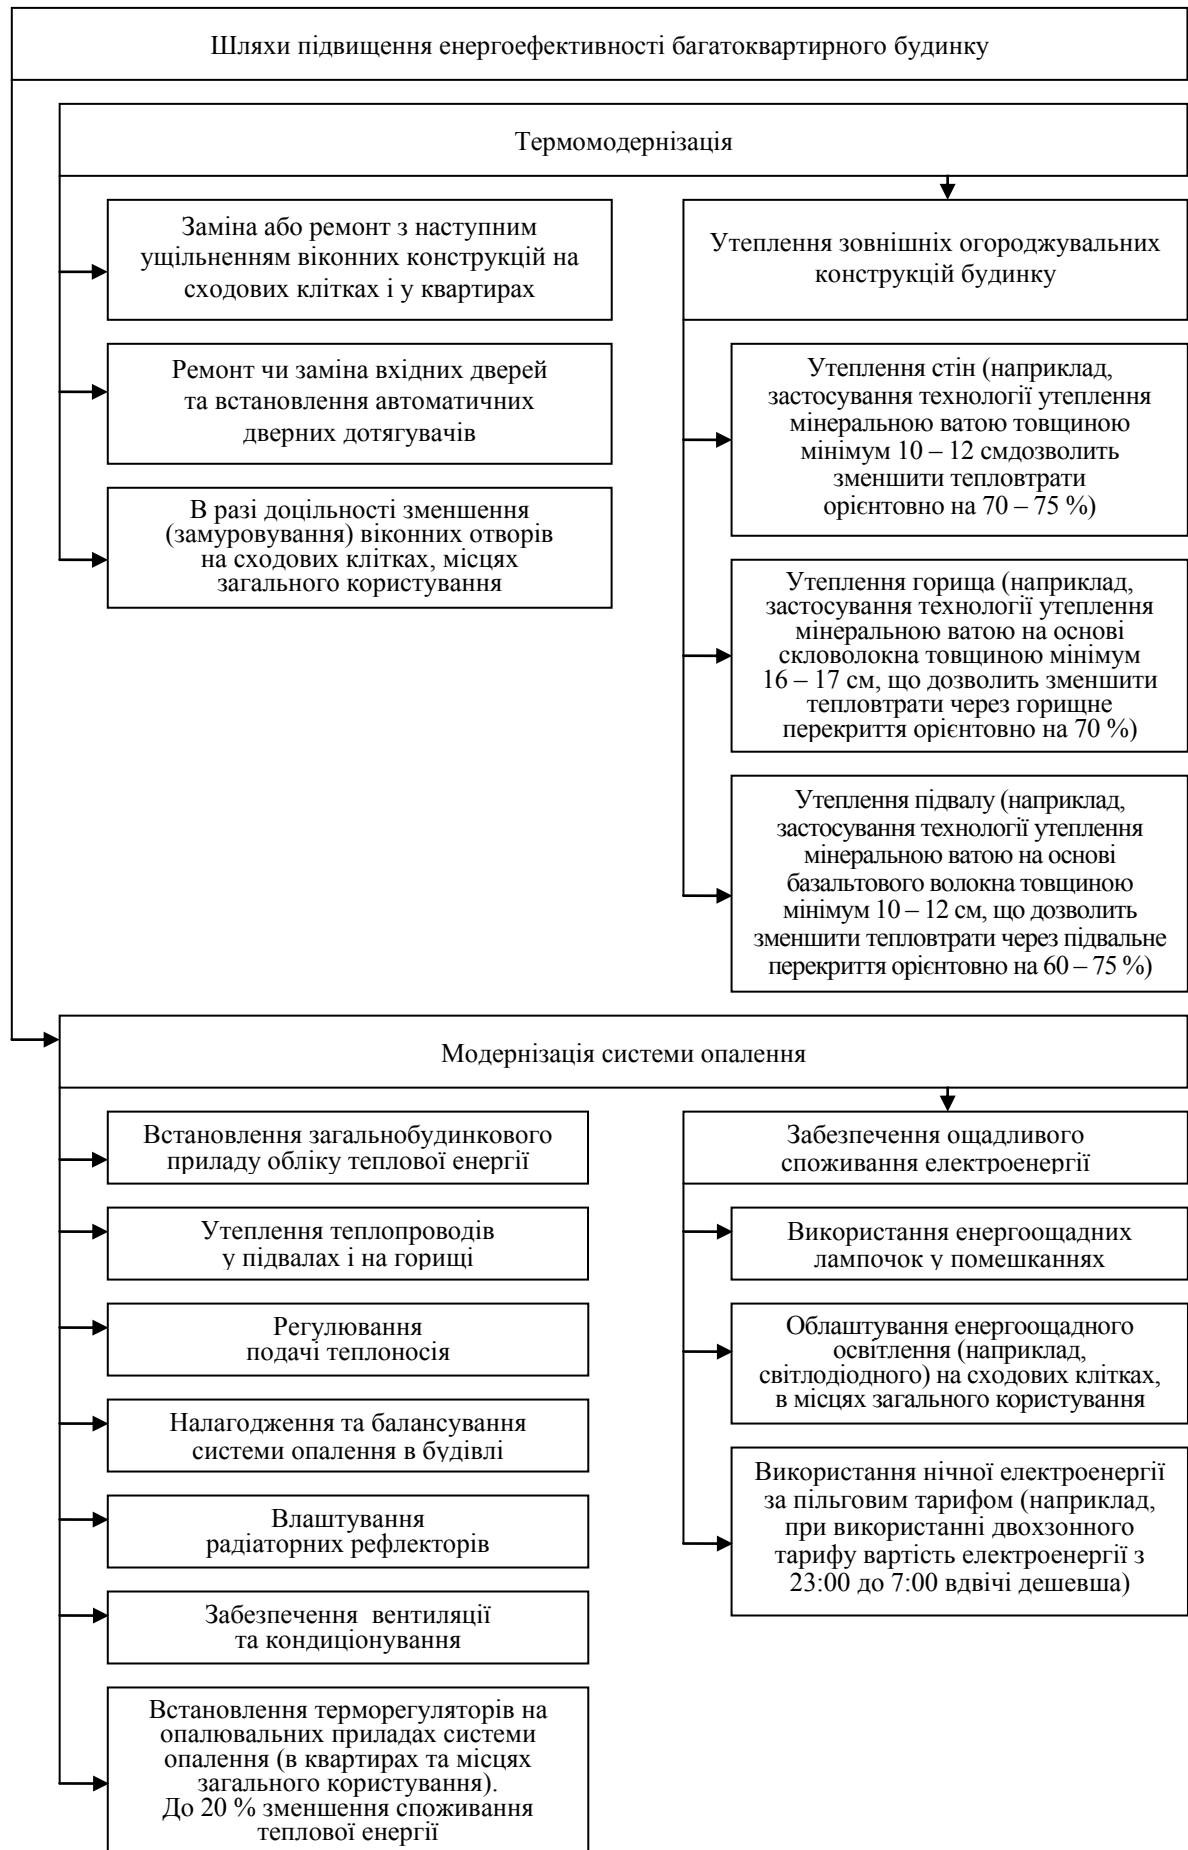 Шляхи підвищення енергоефективності багатоквартирного будинку
Термомодернізація
Заміна або ремонт з наступним
ущільненням віконних конструкцій на
сходових клітках і у квартирах
Ремонт чи заміна вхідних дверей
та встановлення автоматичних
дверних дотягувачів
В разі доцільності зменшення
(замуровування) віконних отворів
на сходових клітках, місцях
загального користування
Утеплення зовнішніх огороджувальних
конструкцій будинку
Утеплення стін (наприклад,
застосування технології утеплення
мінеральною ватою товщиною
мінімум 10 – 12 смдозволить
зменшити тепловтрати
орієнтовно на 70 – 75 %)
Утеплення горища (наприклад,
застосування технології утеплення
мінеральною ватою на основі
скловолокна товщиною мінімум
16 – 17 см, що дозволить зменшити
тепловтрати через горищне
перекриття орієнтовно на 70 %)
Утеплення підвалу (наприклад,
застосування технології утеплення
мінеральною ватою на основі
базальтового волокна товщиною
мінімум 10 – 12 см, що дозволить
зменшити тепловтрати через підвальне
перекриття орієнтовно на 60 – 75 %)
Модернізація системи опалення
Встановлення загальнобудинкового
приладу обліку теплової енергії
Утеплення теплопроводів
у підвалах і на горищі
Регулювання
подачі теплоносія
Налагодження та балансування
системи опалення в будівлі
Влаштування
радіаторних рефлекторів
Забезпечення вентиляції
та кондиціонування
Встановлення терморегуляторів на
опалювальних приладах системи
опалення (в квартирах та місцях
загального користування).
До 20 % зменшення споживання
теплової енергії
Забезпечення ощадливого
споживання електроенергії
Використання енергоощадних
лампочок у помешканнях
Облаштування енергоощадного
освітлення (наприклад,
світлодіодного) на сходових клітках,
в місцях загального користування
Використання нічної електроенергії
за пільговим тарифом (наприклад,
при використанні двохзонного
тарифу вартість електроенергії з
23:00 до 7:00 вдвічі дешевша)